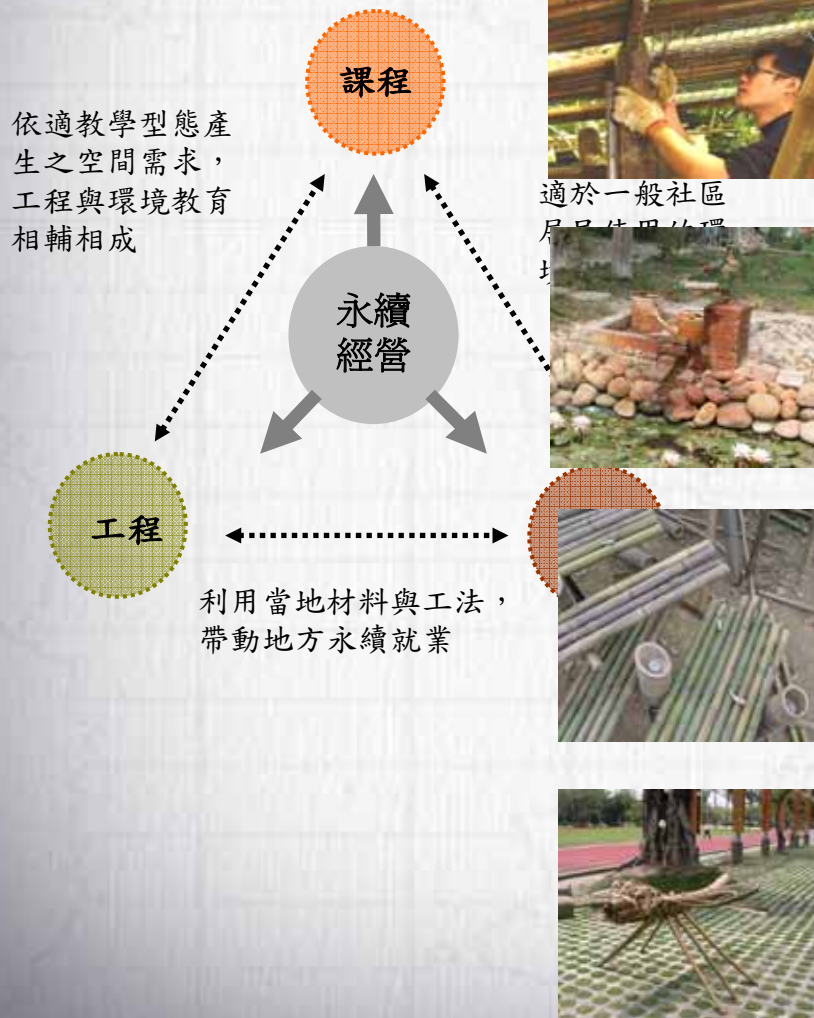 課程
依適教學型態產
生之空間需求，
工程與環境教育
相輔相成
適於一般社區
永續
經營
工程
利用當地材料與工法，
帶動地方永續就業